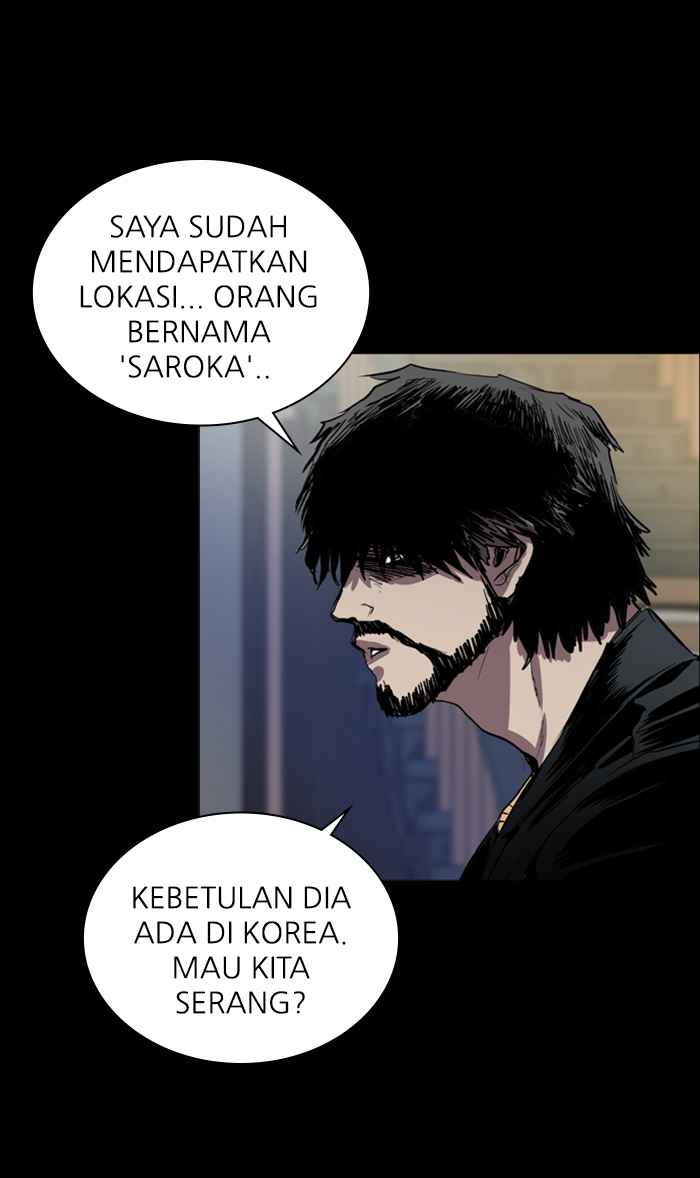 SAYA SUDAH
MENDAPATKAN
LOKASI... ORANG
BERNAMA
'SAROKA'..
KEBETULAN DIA
ADA DI KOREA.
MAU KITA
SERANG?